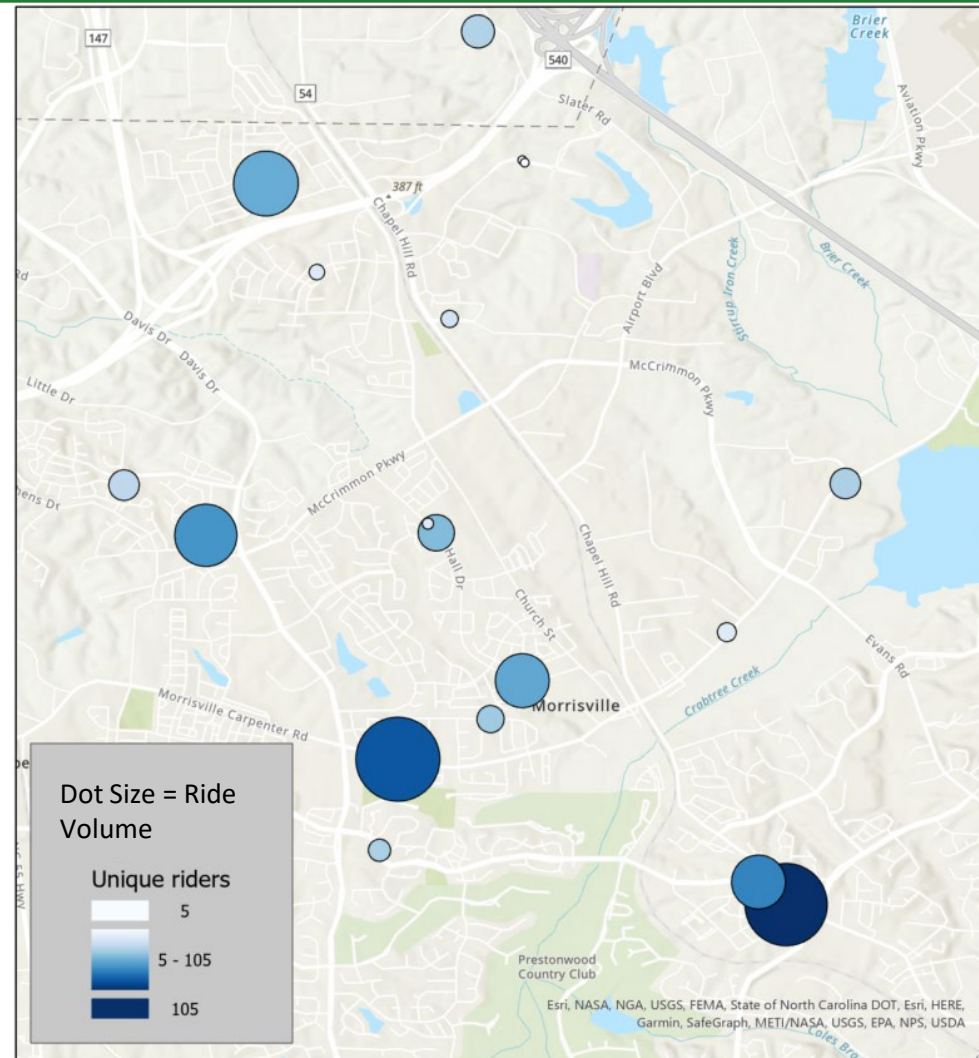 147
54
540
Brier
Creek
Aviation Pkwy
Slater Rd
387 ft
Chapel Hill Rd
Airport Blvd
Stirrup Iron Creek
Brier Creek
Rd
Davis Dr
Davis Dr
Little Dr
McCrimmon Pkwy
McCrimmon Pkwy
hens Dr
Hall Dr
Church St
Chapel Hill Rd
Evans Rd
Crabtree Creek
Morrisville
Morrisville Carpenter Rd
Dot Size = Ride
Volume
Unique riders
5
5 - 105
105
Prestonwood
Country Club
Esri, NASA, NGA, USGS, FEMA, State of North Carolina DOT, Esri, HERE,
Garmin, SafeGraph, METI/NASA, USGS, EPA, NPS, USDA
Coles